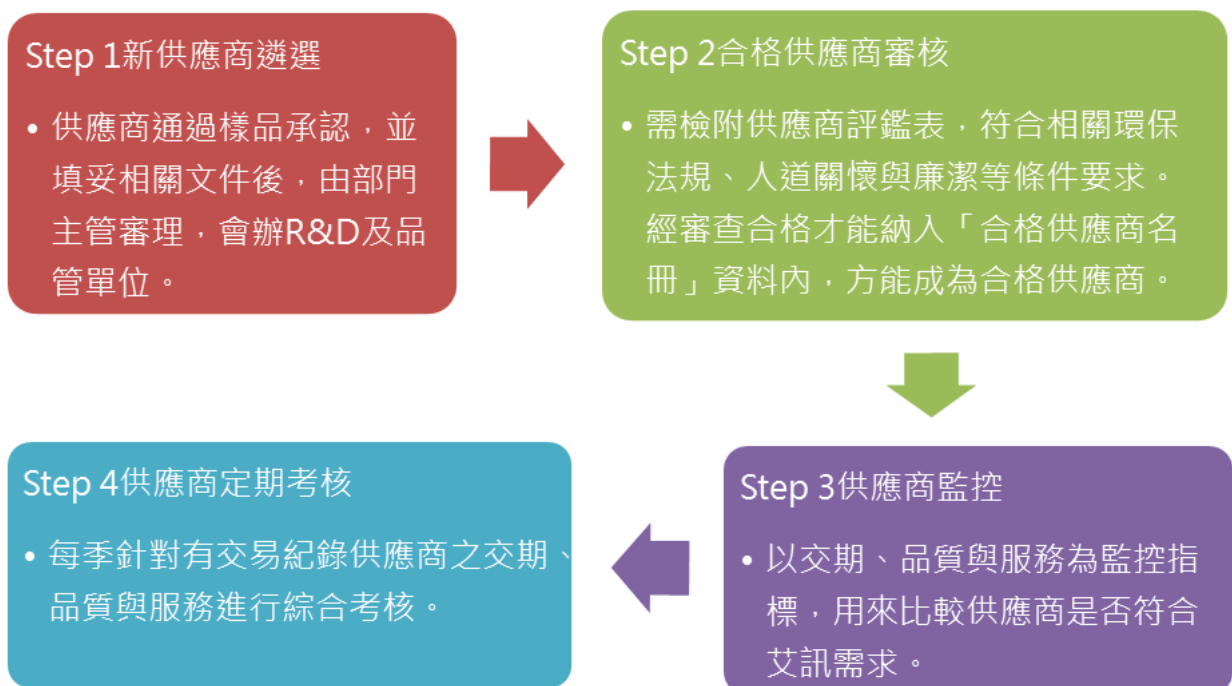 Step 1新供應商遴選
• 供應商通過樣品承認，並
填妥相關文件後，由部門
主管審理，會辦R&D及品
管單位。
Step 2合格供應商審核
• 需檢附供應商評鑑表，符合相關環保
法規、人道關懷與廉潔等條件要求。
經審查合格才能納入「合格供應商名
冊」資料內，方能成為合格供應商。
Step 3供應商監控
• 以交期、品質與服務為監控指
標，用來比較供應商是否符合
艾訊需求。
Step 4供應商定期考核
• 每季針對有交易紀錄供應商之交期、
品質與服務進行綜合考核。